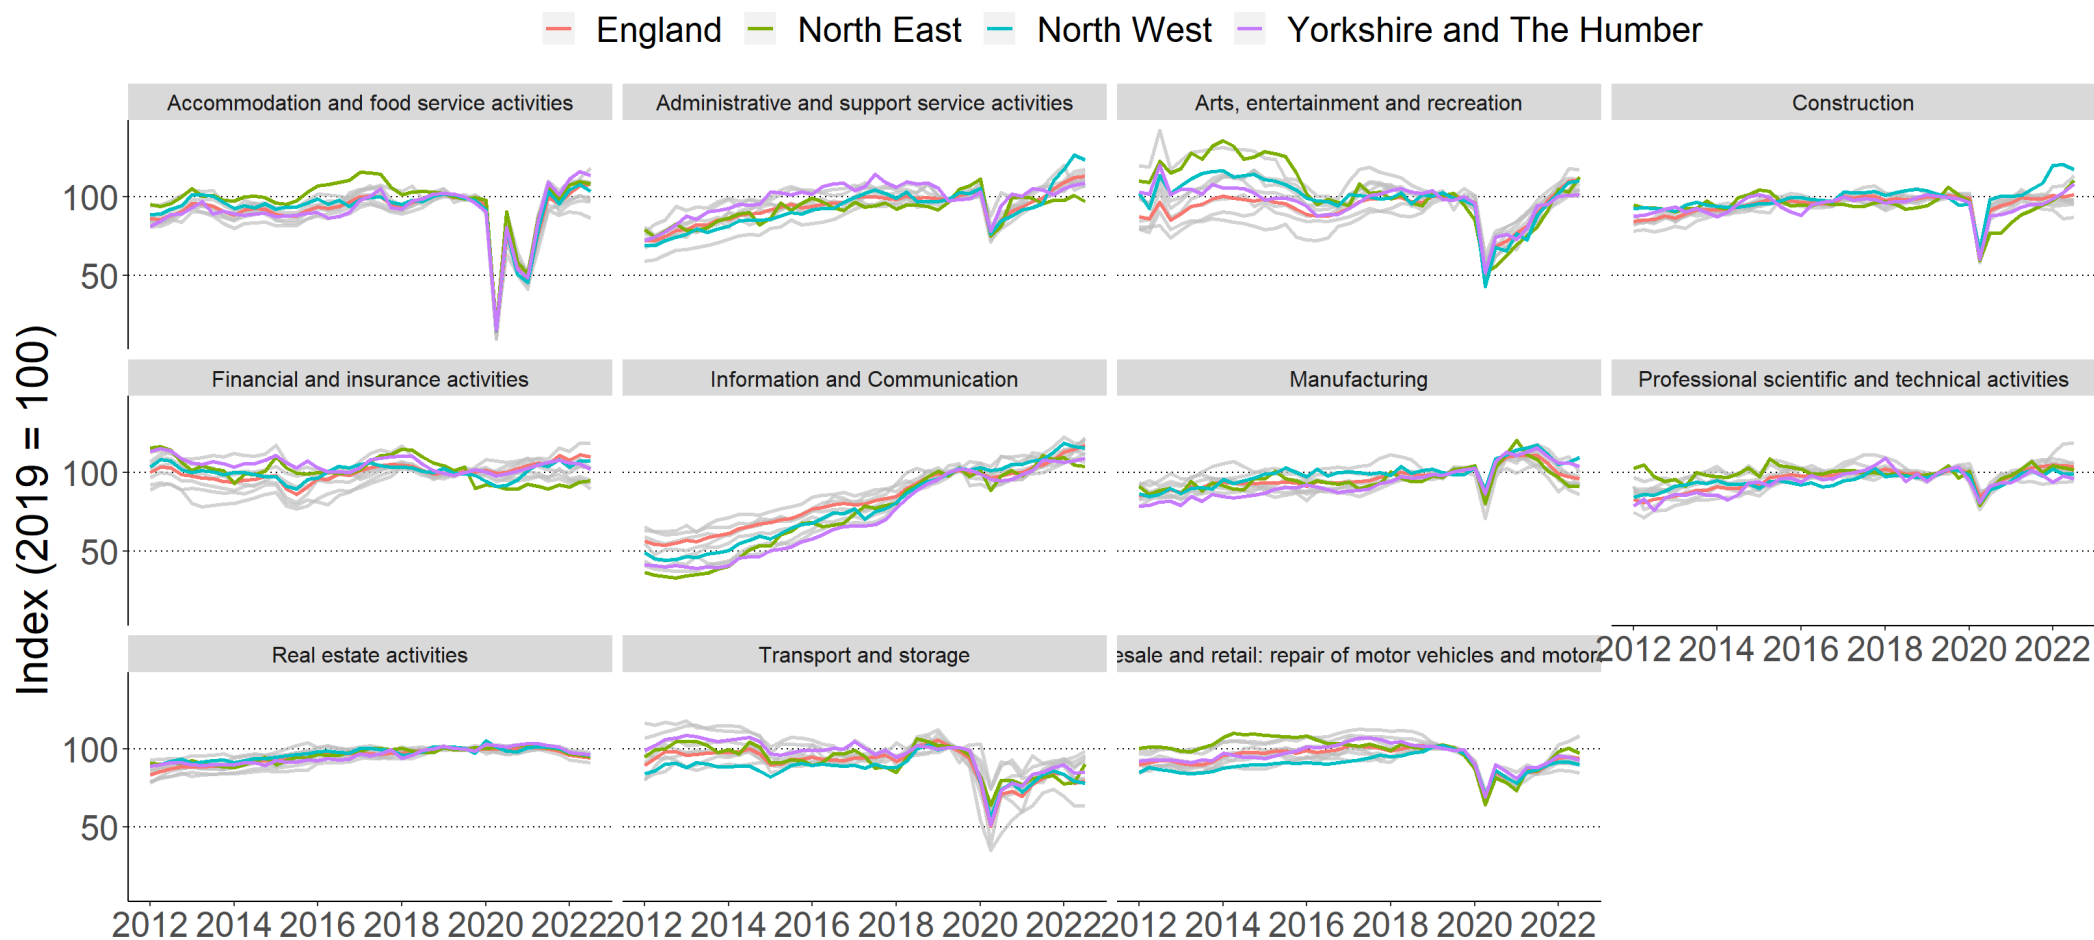 England North East North West Yorkshire and The Humber
Accommodation and food service activities Administrative and support service activities Arts, entertainment and recreation Construction
100
50
Index (2019 = 100)
Financial and insurance activities Information and Communication Manufacturing Professional scientific and technical activities
100
50
2012 2014 2016 2018 2020 2022
Real estate activities Transport and storage esale and retail: repair of motor vehicles and motor
100
50
2012 2014 2016 2018 2020 2022 2012 2014 2016 2018 2020 2022 2012 2014 2016 2018 2020 2022